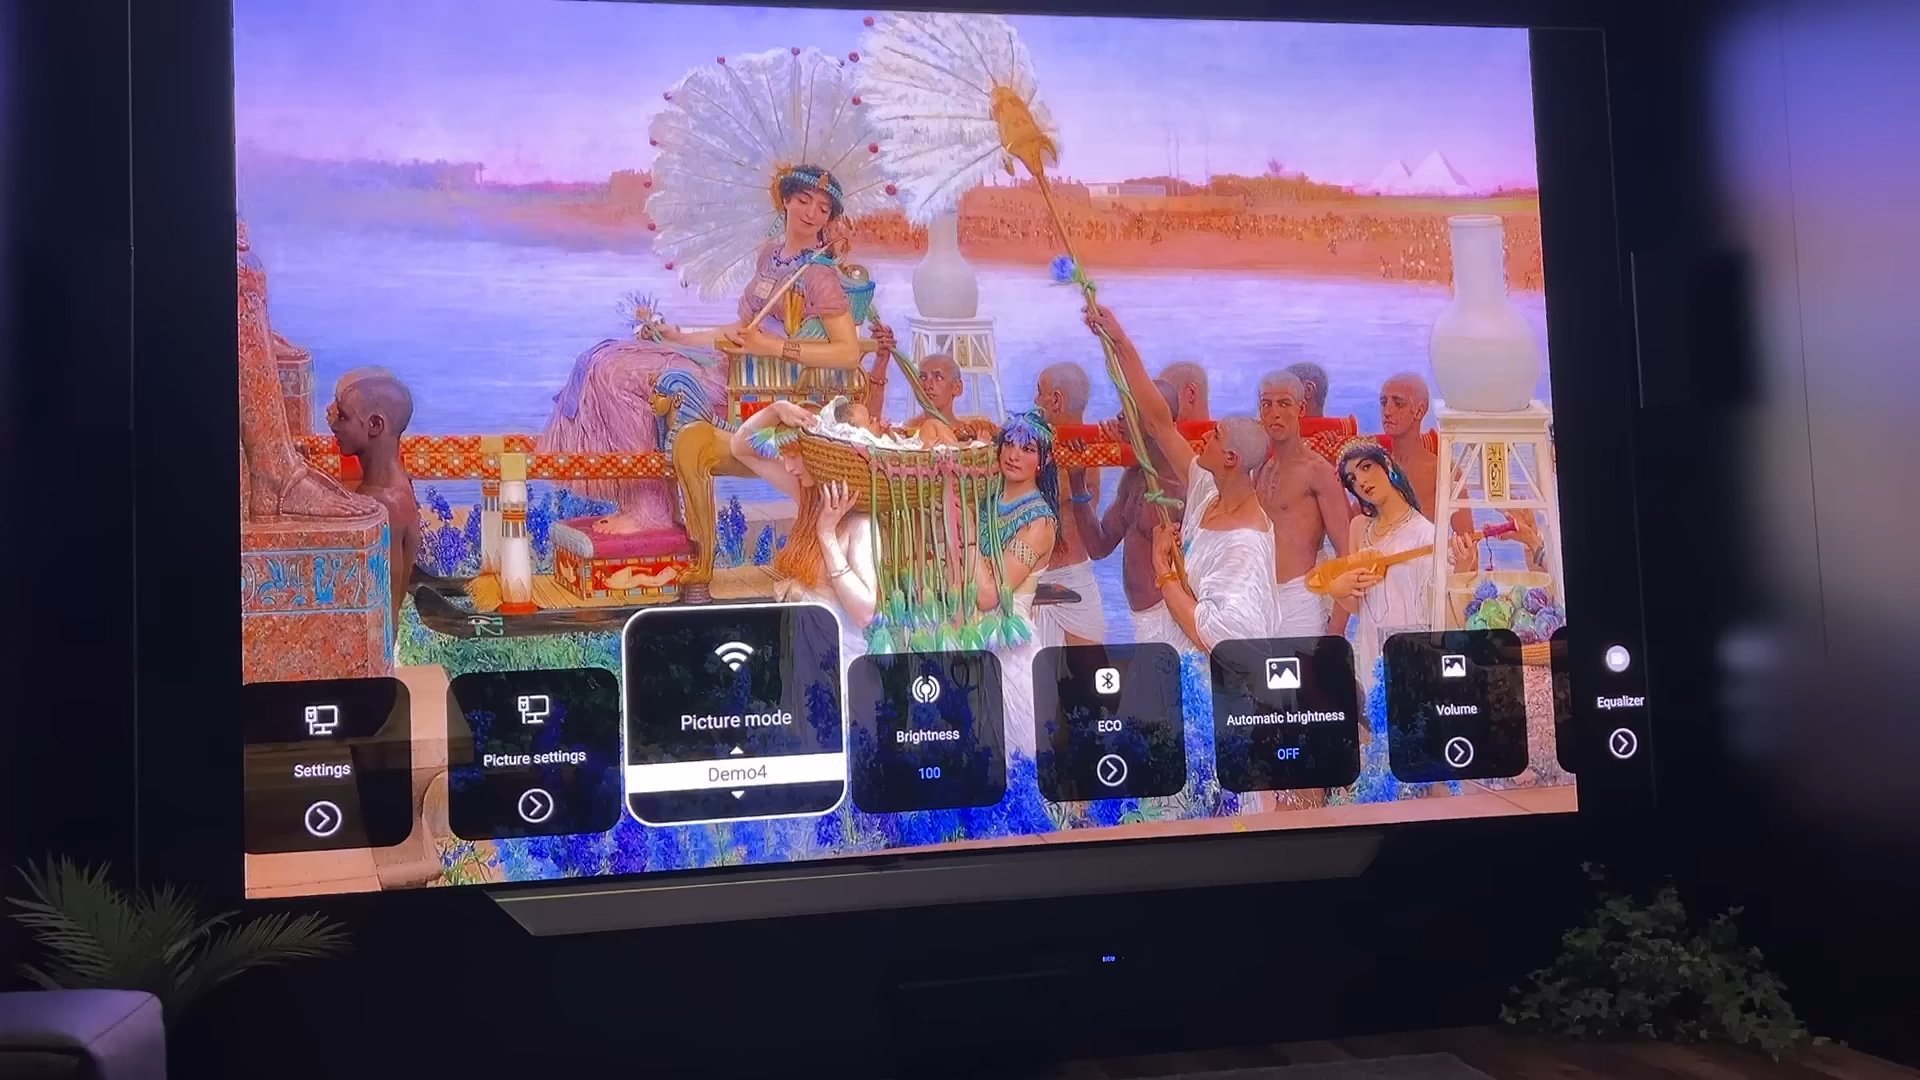 Settings
Picture settings
Picture mode
Demo4
Brightness
100
ECO
Automatic brightness
OFF
Volume
Equalizer